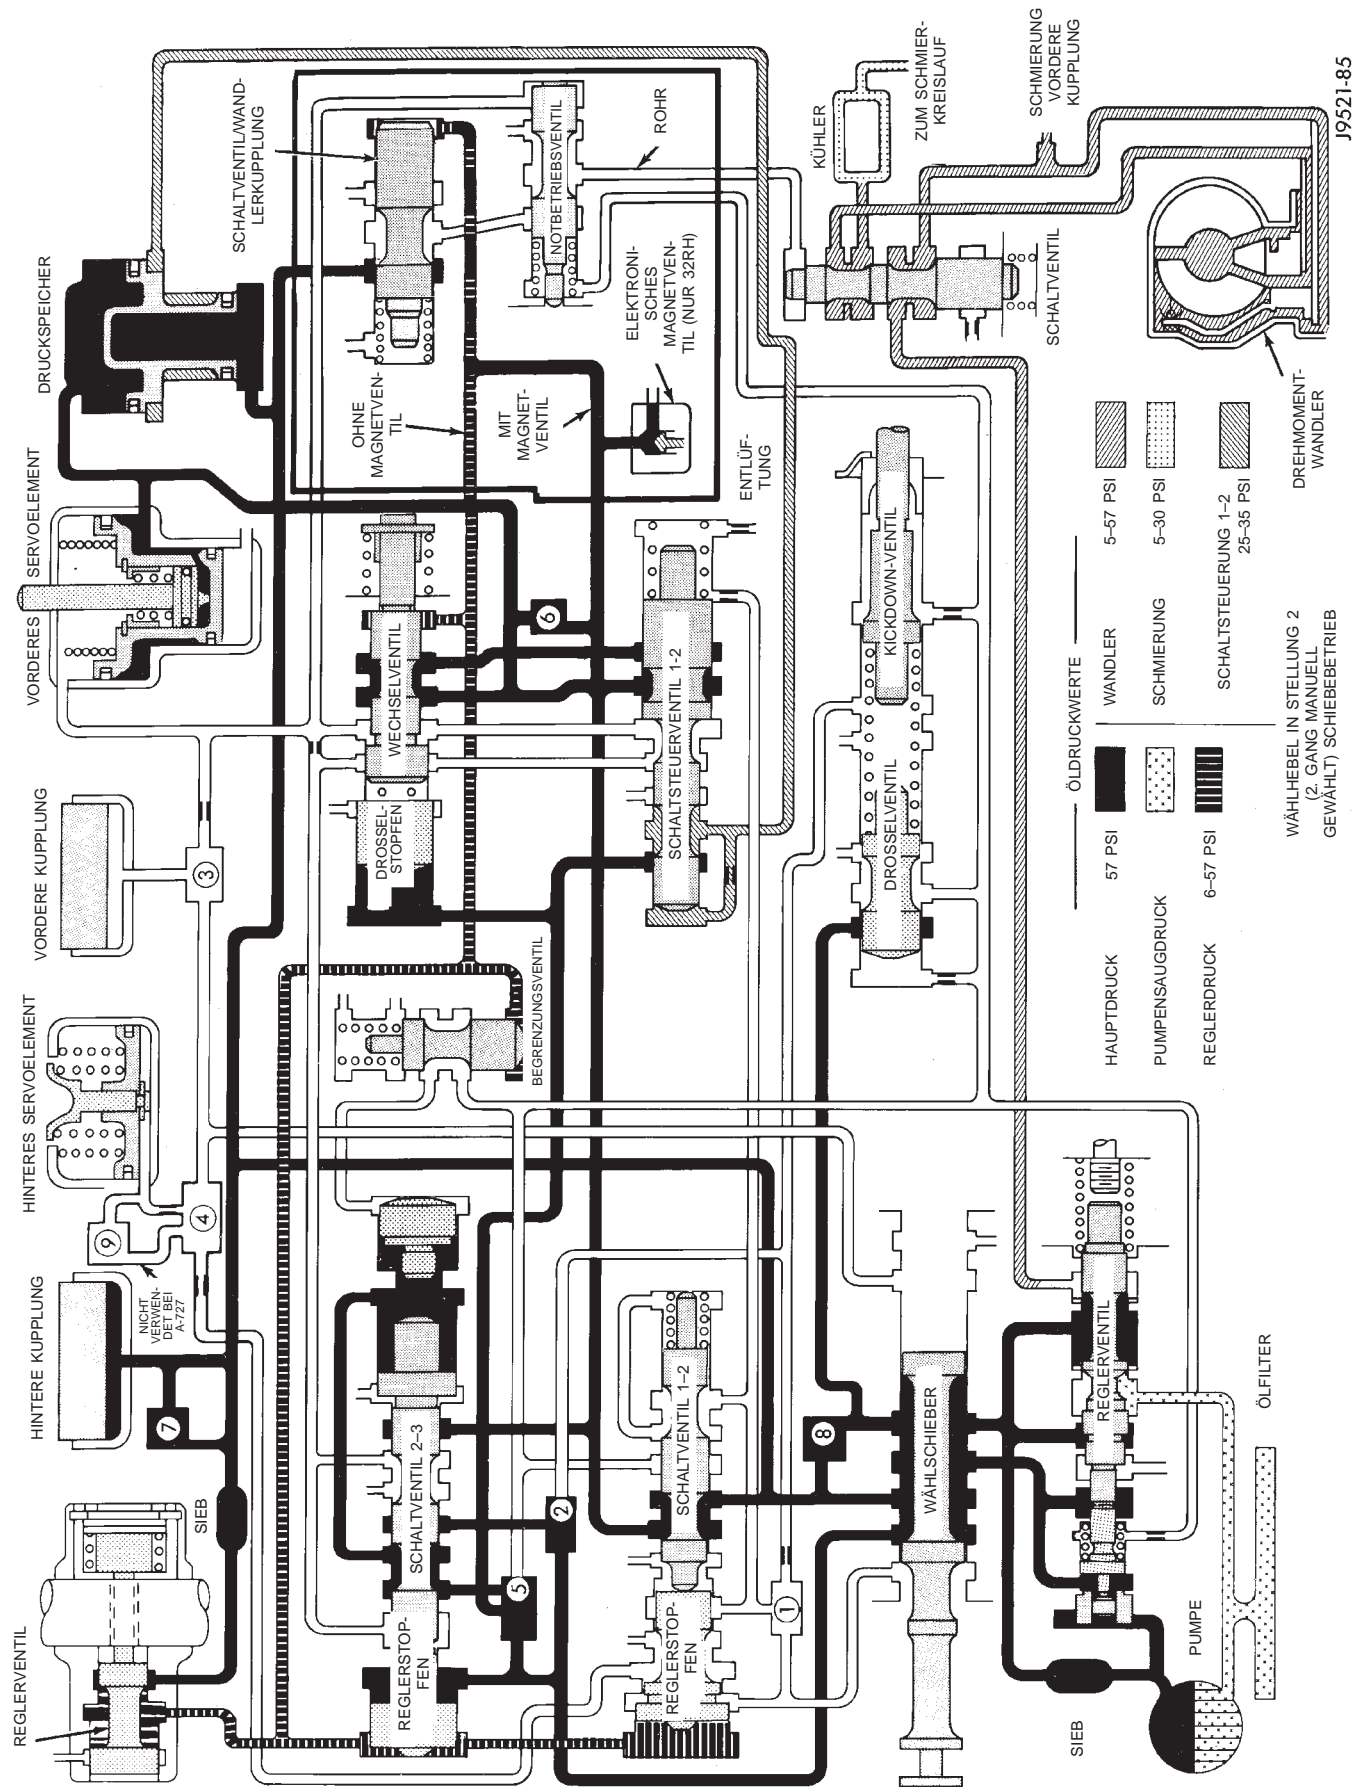 REGLERVENTIL
SIEB
HINTERE KUPPLUNG
7
NICHT
VERWEN-
DET BEI
A-727
9
4
HINTERES SERVOELEMENT
VORDERE KUPPLUNG
3
VORDERES SERVOELEMENT
DRUCKSPEICHER
SCHALTVENTIL/WAND-
LERKUPPLUNG
REGLERSTOP-
FEN
SCHALTVENTIL 2–3
5
2
BEGRENZUNGSVENTIL
DROSSEL-
STOPFEN
WECHSELVENTIL
6
OHNE
MAGNETVEN-
TIL
MIT
MAGNET-
VENTIL
NOTBETRIEBSVENTIL
ROHR
ELEKTRONI-
SCHES
MAGNETVEN-
TIL (NUR 32RH)
REGLERSTOP-
FEN
SCHALTVENTIL 1–2
1
8
SCHALTSTEUERVENTIL 1-2
ENTLÜF-
TUNG
KÜHLER
ZUM SCHMIER-
KREISLAUF
SCHMIERUNG
VORDERE
KUPPLUNG
SCHALTVENTIL
WÄHLSCHIEBER
DROSSELVENTIL
KICKDOWN-VENTIL
REGLERVENTIL
SIEB
PUMPE
ÖLFILTER
DREHMOMENT-
WANDLER
ÖLDRUCKWERTE
HAUPTDRUCK 57 PSI
PUMPENSAUGDRUCK
REGLERDRUCK 6–57 PSI
WANDLER 5–57 PSI
SCHMIERUNG 5–30 PSI
SCHALTSTEUERUNG 1–2
25–35 PSI
WÄHLHEBEL IN STELLUNG 2
(2. GANG MANUELL
GEWÄHLT) SCHIEBEBETRIEB
J9521-85